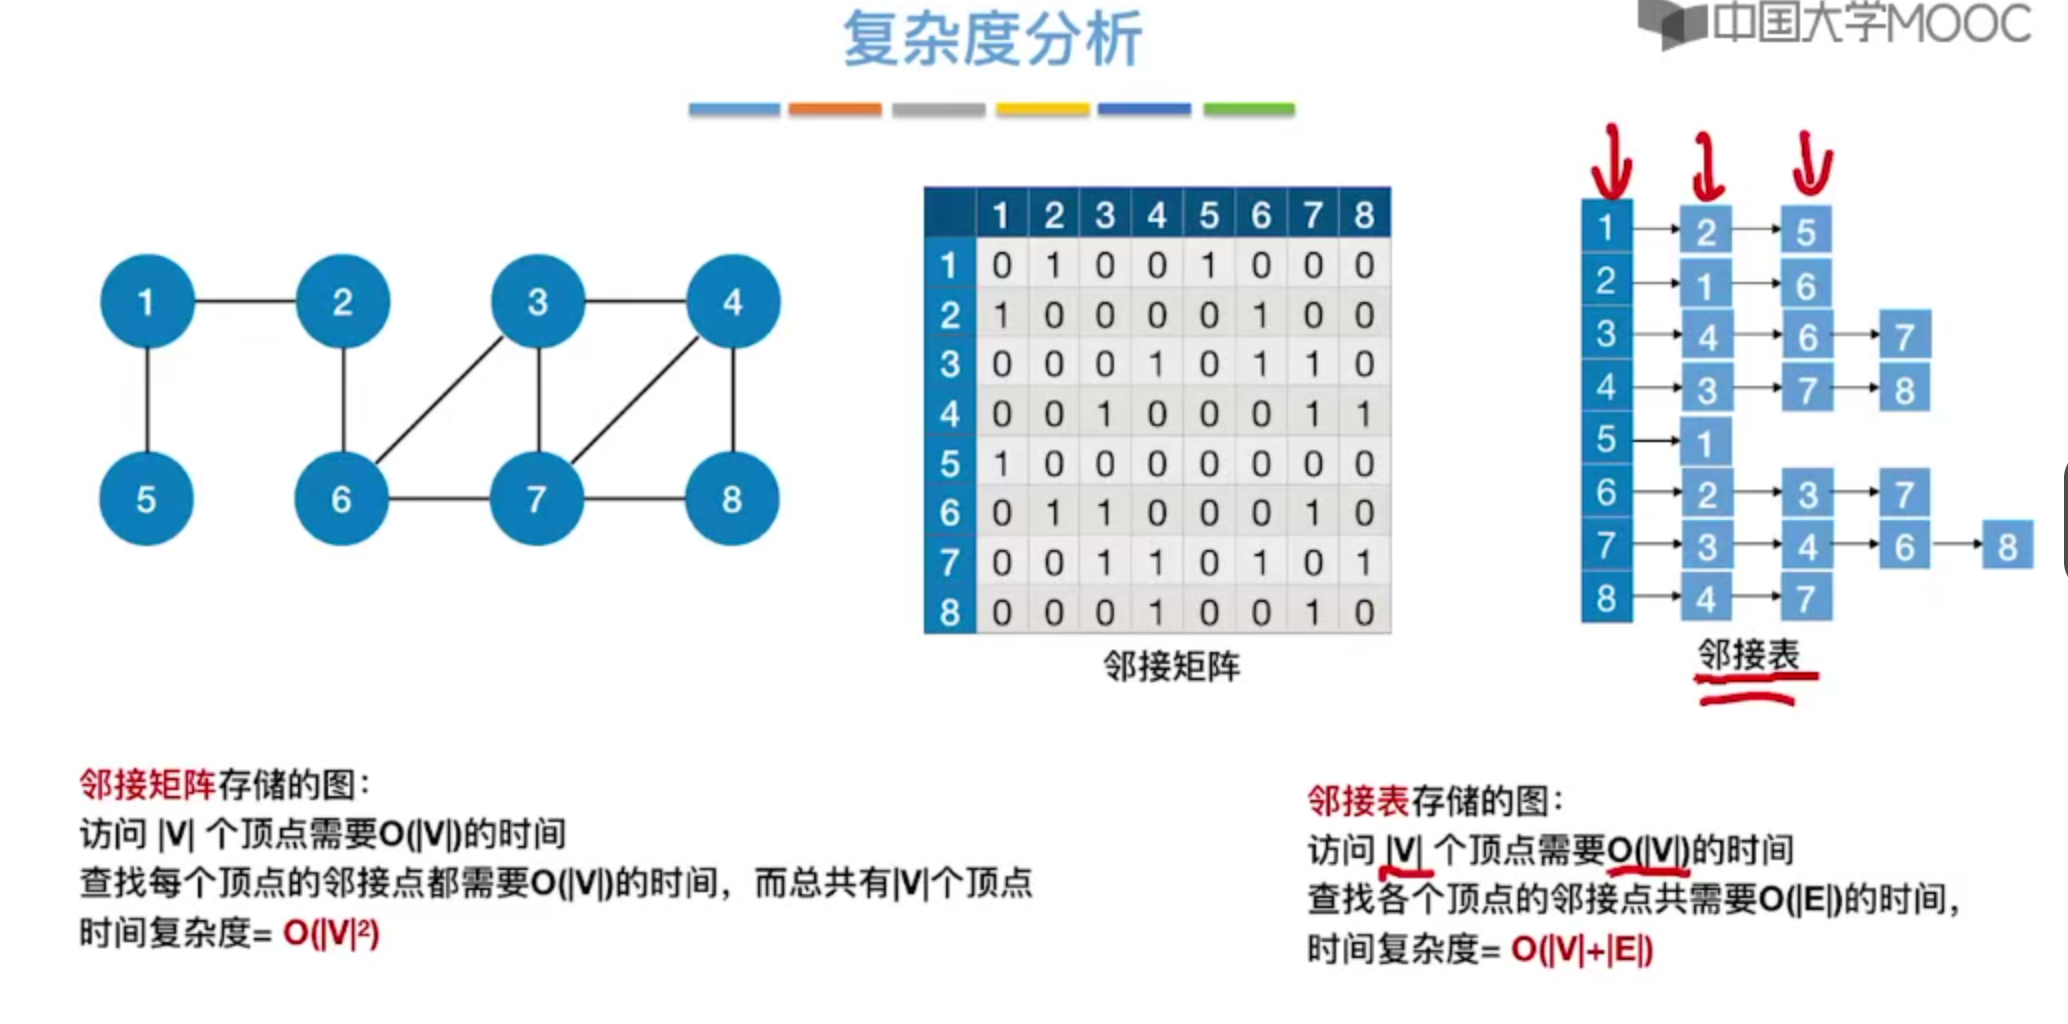 复杂度分析
中国大学MOOC
1 2 3 4
5 6 7 8
1 2 3 4 5 6 7 8
1 0 1 0 0 1 0 0 0
2 1 0 0 0 0 1 0 0
3 0 0 0 1 0 1 1 0
4 0 0 1 0 0 0 1 1
5 1 0 0 0 0 0 0 0
6 0 1 1 0 0 0 1 0
7 0 0 1 1 0 1 0 1
8 0 0 0 1 0 0 1 0
邻接矩阵
1 2 5
2 1 6
3 4 6 7
4 3 7 8
5 1
6 2 3 7
7 3 4 6 8
8 4 7
邻接表
邻接矩阵存储的图：
访问 |V| 个顶点需要O(|V|)的时间
查找每个顶点的邻接点都需要O(|V|)的时间，而总共有|V|个顶点
时间复杂度= O(|V|²)
邻接表存储的图：
访问 |V| 个顶点需要O(|V|)的时间
查找各个顶点的邻接点共需要O(|E|)的时间，
时间复杂度= O(|V|+|E|)